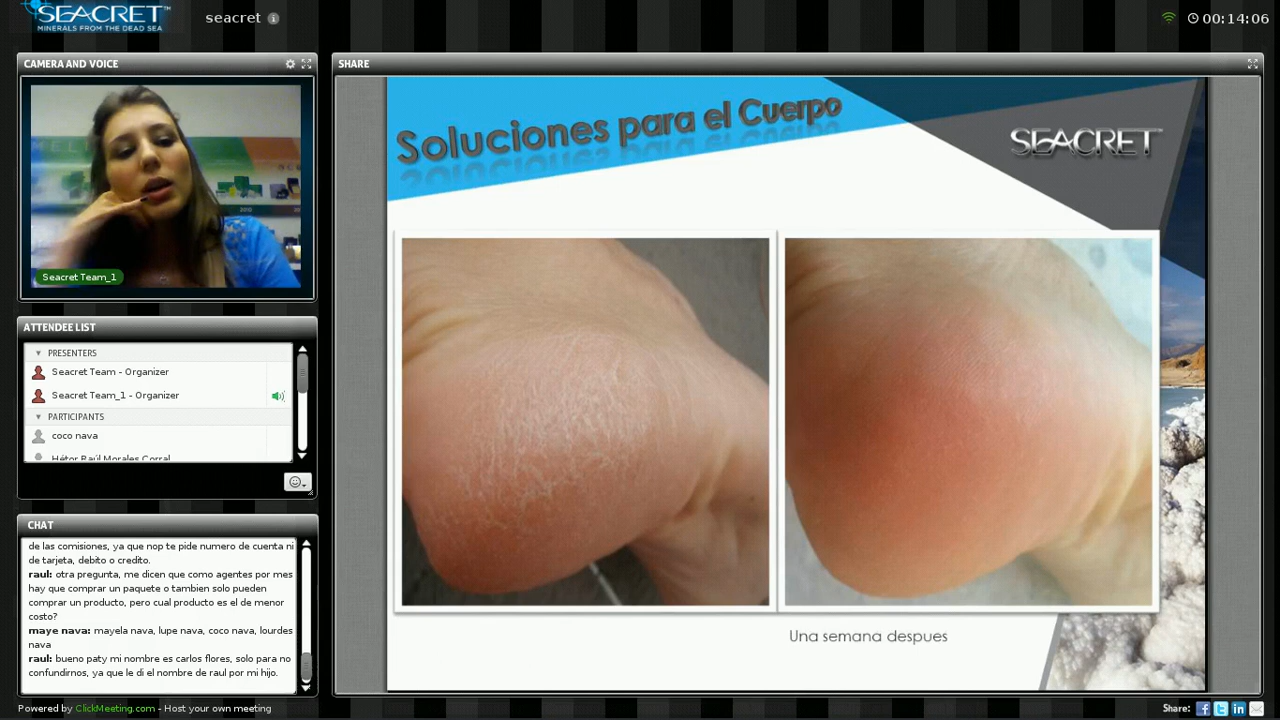 SEACRET™
MINERALS FROM THE DEAD SEA
seacret
00:14:06
CAMERA AND VOICE
Seacret Team_1
ATTENDEE LIST
PRESENTERS
Seacret Team - Organizer
Seacret Team_1 - Organizer
PARTICIPANTS
coco nava
Hétor Raúl Morales Corral
CHAT
de las comisiones, ya que nop te pide numero de cuenta ni
de tarjeta, debito o credito.
raul: otra pregunta, me dicen que como agentes por mes
hay que comprar un paquete o tambien solo pueden
comprar un producto, pero cual producto es el de menor
costo?
maye nava: mayela nava, lupe nava, coco nava, lourdes
nava
raul: bueno paty mi nombre es carlos flores, solo para no
confundirnos, ya que le di el nombre de raul por mi hijo.
Powered by ClickMeeting.com - Host your own meeting
SHARE
Soluciones para el Cuerpo
SEACRET™
Una semana despues
Share: